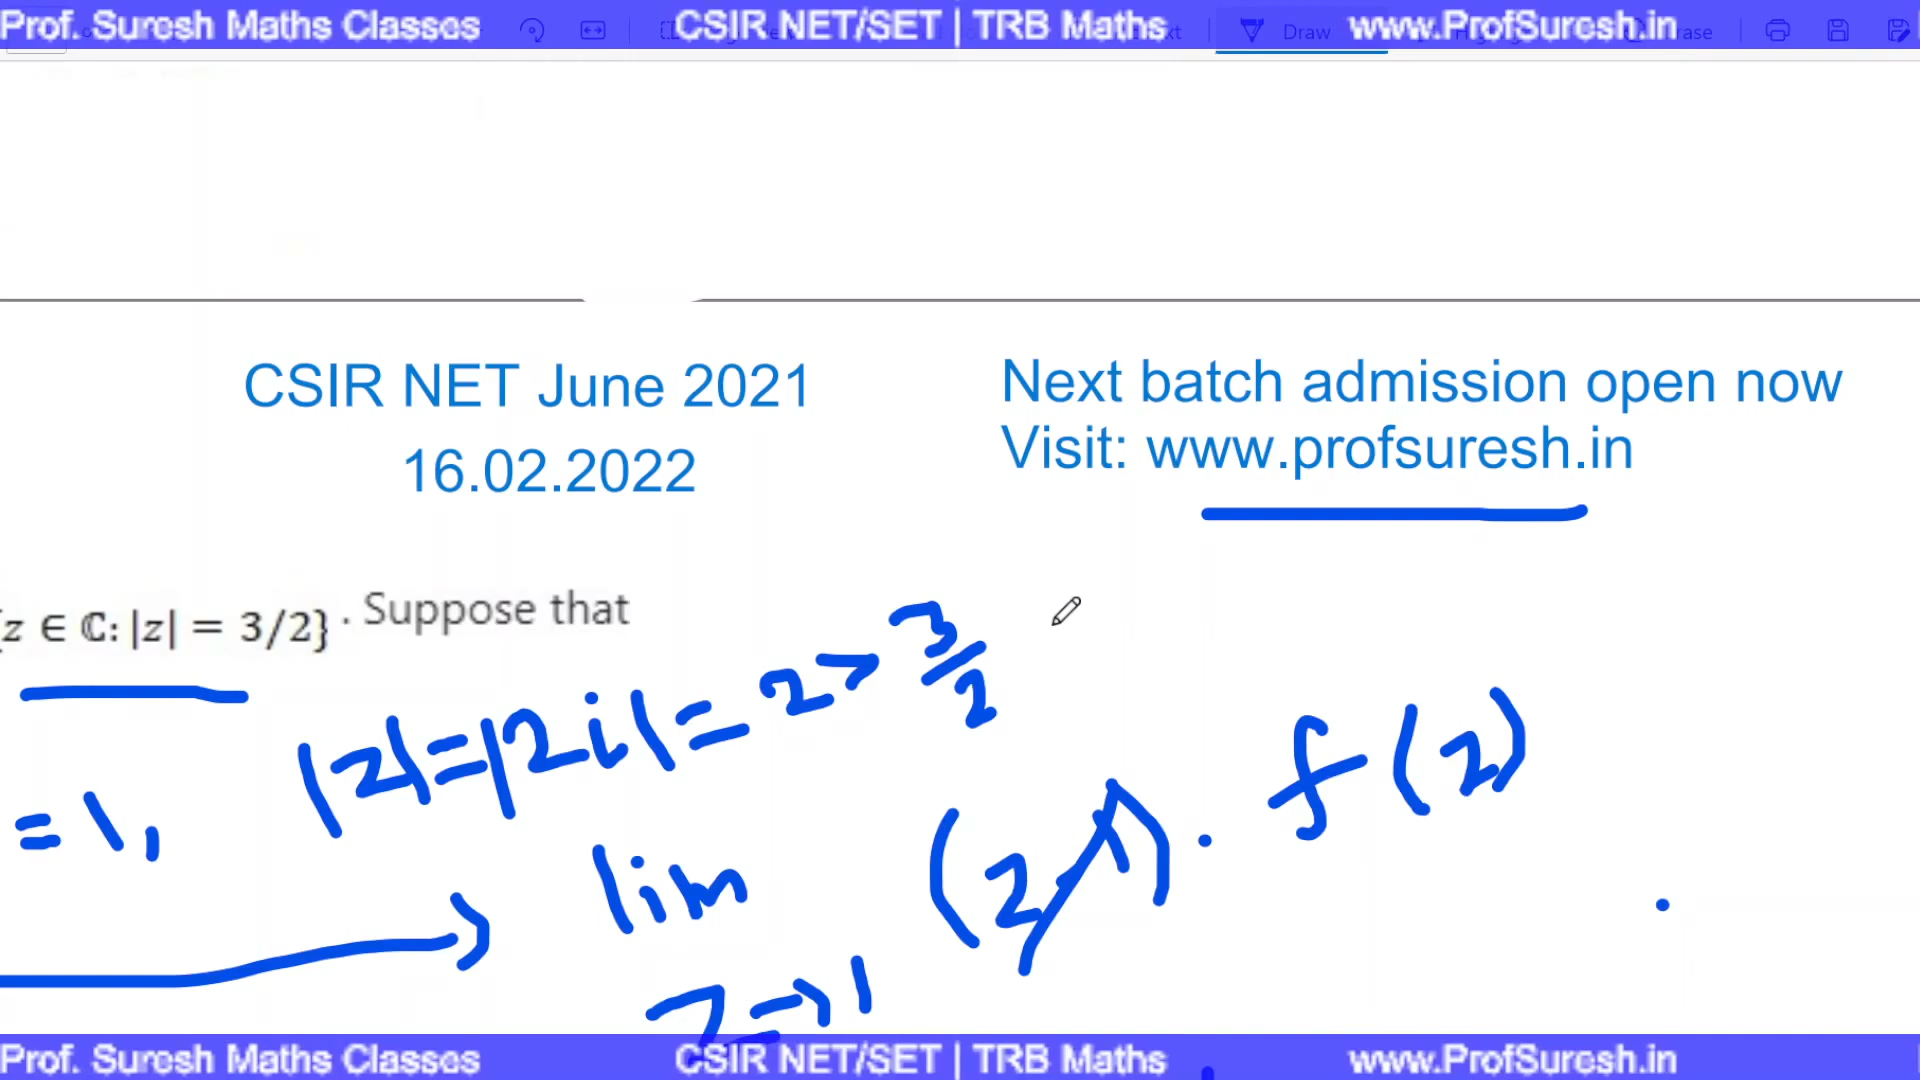 Prof. Suresh Maths Classes CSIR NET/SET | TRB Maths www.ProfSuresh.in
Draw
CSIR NET June 2021
16.02.2022
Next batch admission open now
Visit: www.profsuresh.in
{z ∈ ℂ: |z| = 3/2} . Suppose that
|z|=|2i|=2>3/2
= 1,
lim (z-1) . f(z)
z→1
Prof. Suresh Maths Classes CSIR NET/SET | TRB Maths www.ProfSuresh.in